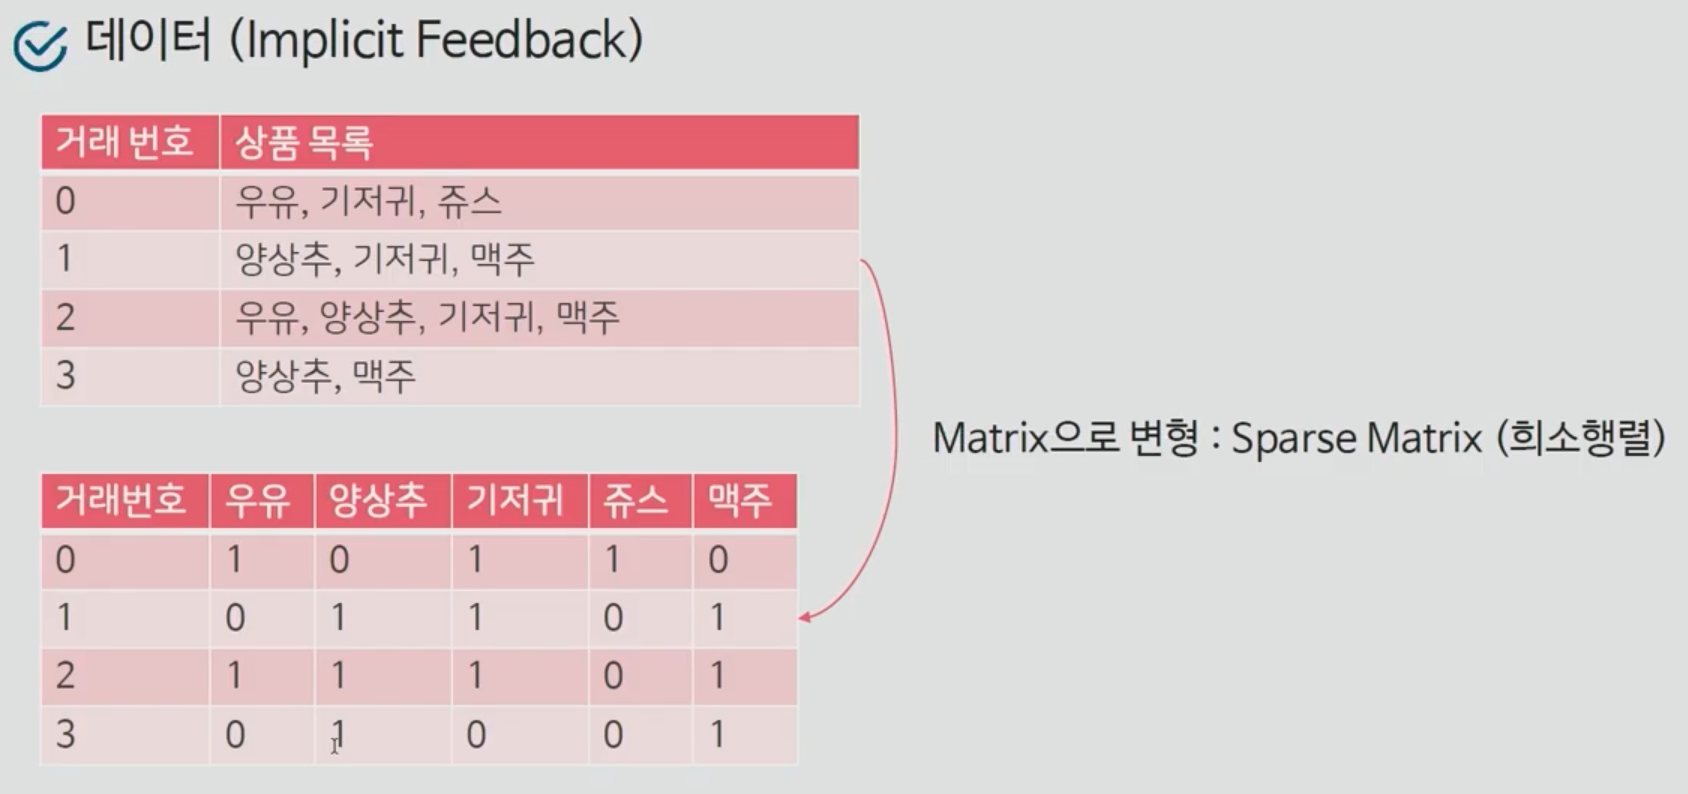 데이터 (Implicit Feedback)
거래 번호 상품 목록
0 우유, 기저귀, 쥬스
1 양상추, 기저귀, 맥주
2 우유, 양상추, 기저귀, 맥주
3 양상추, 맥주
Matrix으로 변형 : Sparse Matrix (희소행렬)
거래번호 우유 양상추 기저귀 쥬스 맥주
0 1 0 1 1 0
1 0 1 1 0 1
2 1 1 1 0 1
3 0 1 0 0 1